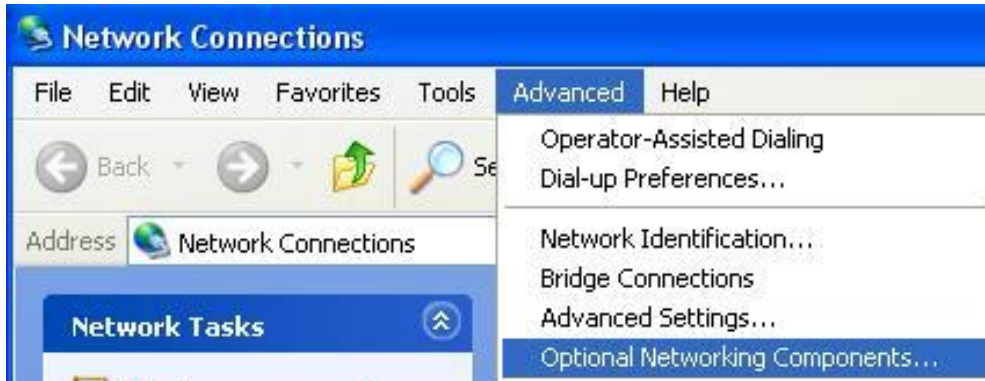 Network Connections
File Edit View Favorites Tools Advanced Help
Operator-Assisted Dialing
Back
Dial-up Preferences...
Address Network Connections
Network Identification...
Bridge Connections
Network Tasks
Advanced Settings...
Optional Networking Components...